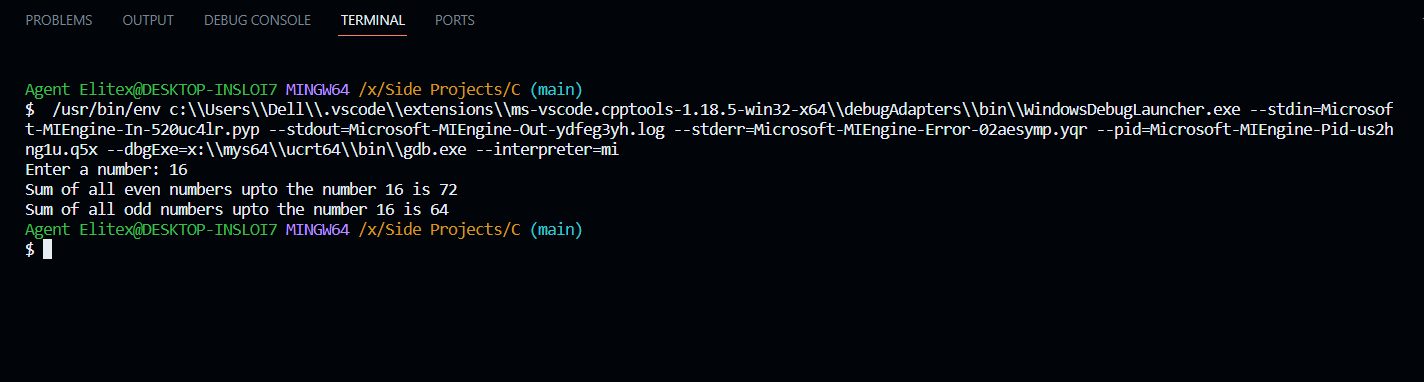 PROBLEMS OUTPUT DEBUG CONSOLE TERMINAL PORTS
Agent Elitex@DESKTOP-INSLOI7 MINGW64 /x/Side Projects/C (main)
$  /usr/bin/env c:\\Users\\Dell\\.vscode\\extensions\\ms-vscode.cpptools-1.18.5-win32-x64\\debugAdapters\\bin\\WindowsDebugLauncher.exe --stdin=Microsof
t-MIEngine-In-520uc4lr.pyp --stdout=Microsoft-MIEngine-Out-ydfeg3yh.log --stderr=Microsoft-MIEngine-Error-02aesymp.yqr --pid=Microsoft-MIEngine-Pid-us2h
ng1u.q5x --dbgExe=x:\\mys64\\ucrt64\\bin\\gdb.exe --interpreter=mi
Enter a number: 16
Sum of all even numbers upto the number 16 is 72
Sum of all odd numbers upto the number 16 is 64
Agent Elitex@DESKTOP-INSLOI7 MINGW64 /x/Side Projects/C (main)
$